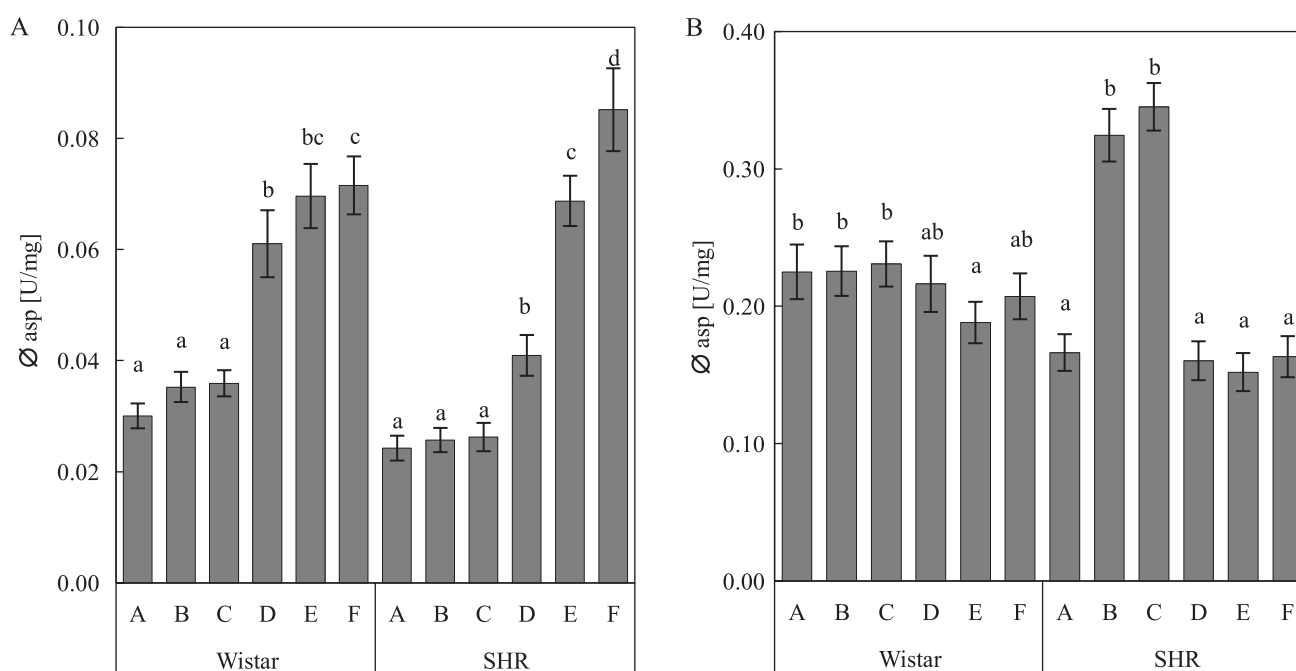 A
Ø asp [U/mg]
0.10
0.08
0.06
0.04
0.02
0.00
a a a b bc c a a a b c d
A B C D E F A B C D E F
Wistar SHR
B
Ø asp [U/mg]
0.40
0.30
0.20
0.10
0.00
b b b ab a ab a b b a a a
A B C D E F A B C D E F
Wistar SHR